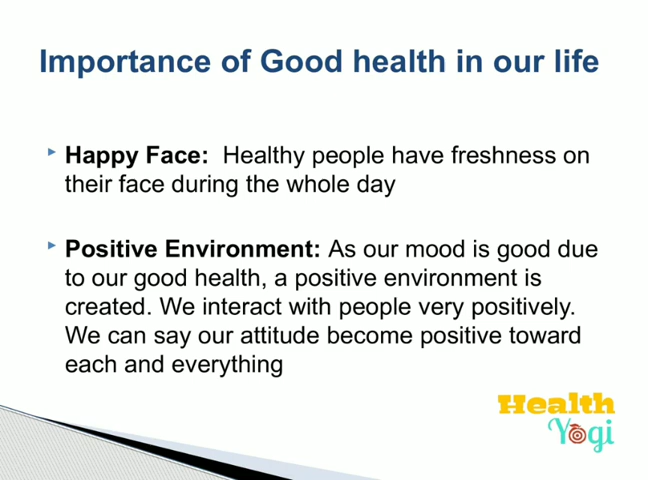 Importance of Good health in our life
Happy Face: Healthy people have freshness on
their face during the whole day
Positive Environment: As our mood is good due
to our good health, a positive environment is
created. We interact with people very positively.
We can say our attitude become positive toward
each and everything
Health
Yogi